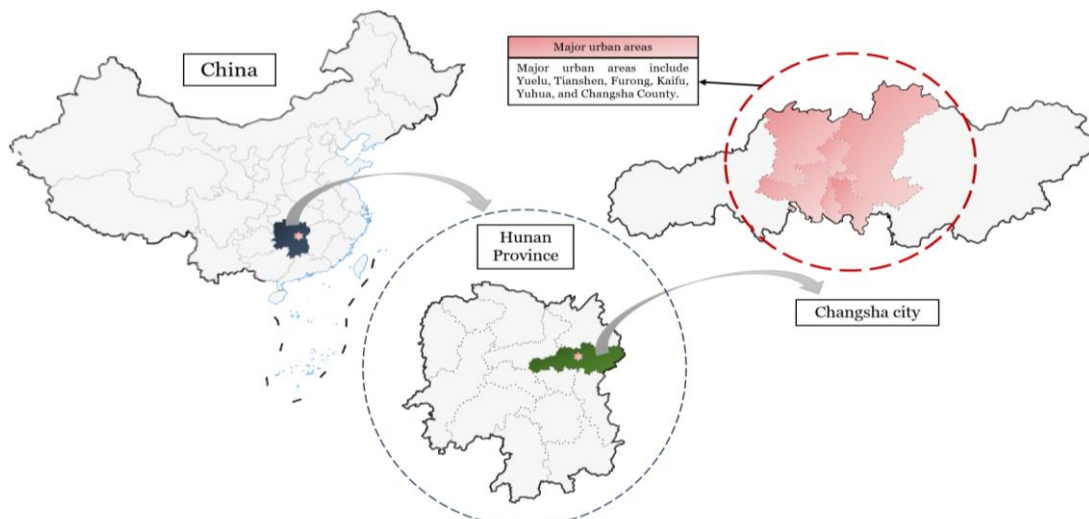 China
Major urban areas
Major urban areas include
Yuelu, Tianshen, Furong, Kaifu,
Yuhua, and Changsha County.
Hunan
Province
Changsha city